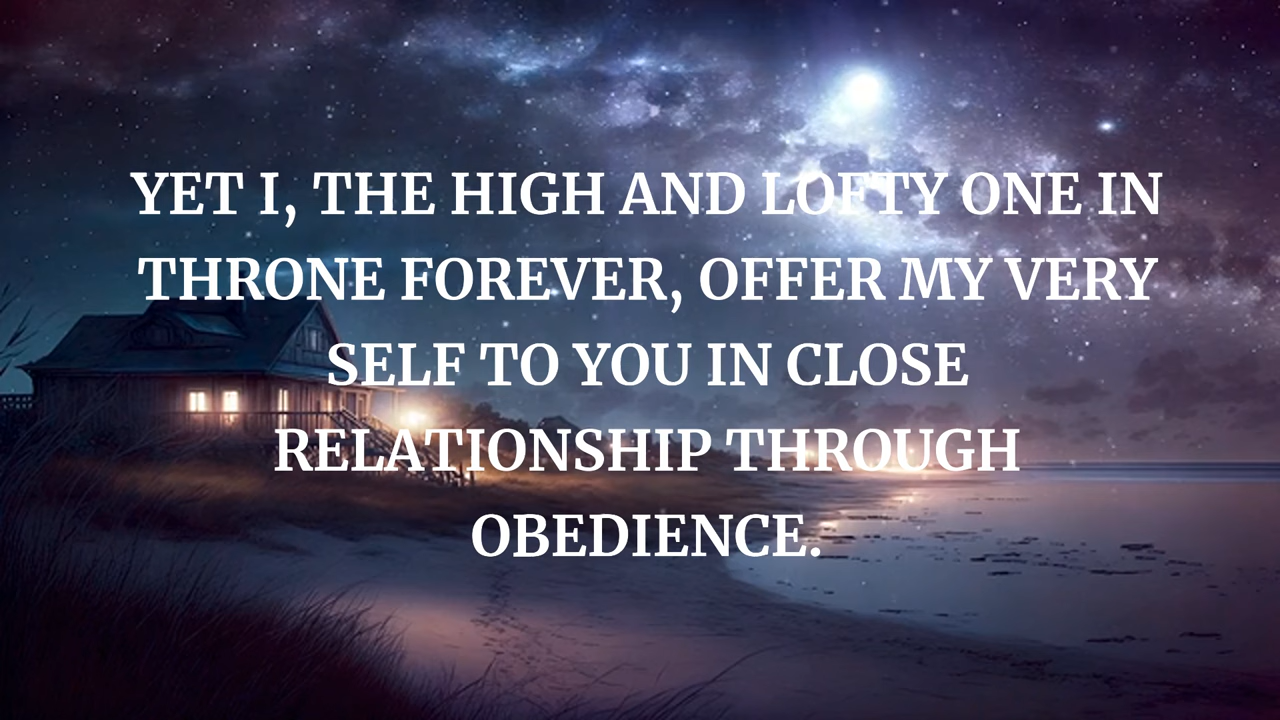 YET I, THE HIGH AND LOFTY ONE IN
THRONE FOREVER, OFFER MY VERY
SELF TO YOU IN CLOSE
RELATIONSHIP THROUGH
OBEDIENCE.